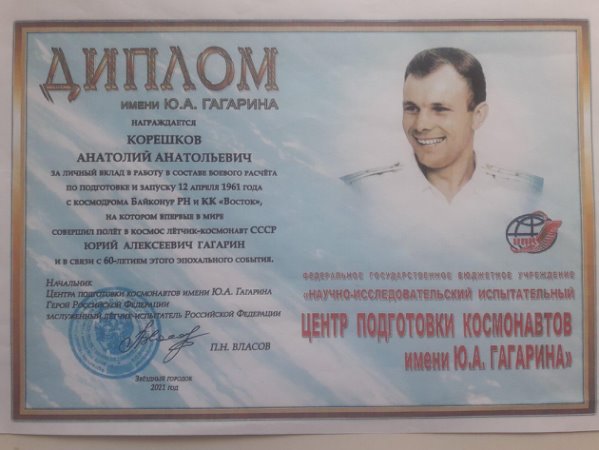 ДИПЛОМ
ИМЕНИ Ю.А. ГАГАРИНА
НАГРАЖДАЕТСЯ
КОРЕШКОВ
АНАТОЛИЙ АНАТОЛЬЕВИЧ
ЗА ЛИЧНЫЙ ВКЛАД В РАБОТУ В СОСТАВЕ БОЕВОГО РАСЧЁТА
ПО ПОДГОТОВКЕ И ЗАПУСКУ 12 АПРЕЛЯ 1961 ГОДА
С КОСМОДРОМА БАЙКОНУР РН И КК «ВОСТОК»,
НА КОТОРОМ ВПЕРВЫЕ В МИРЕ
СОВЕРШИЛ ПОЛЁТ В КОСМОС ЛЁТЧИК-КОСМОНАВТ СССР
ЮРИЙ АЛЕКСЕЕВИЧ ГАГАРИН
И В СВЯЗИ С 60-ЛЕТИЕМ ЭТОГО ЭПОХАЛЬНОГО СОБЫТИЯ.
НАЧАЛЬНИК
ЦЕНТРА ПОДГОТОВКИ КОСМОНАВТОВ ИМЕНИ Ю.А. ГАГАРИНА
ГЕРОЙ РОССИЙСКОЙ ФЕДЕРАЦИИ
ЗАСЛУЖЕННЫЙ ЛЁТЧИК-ИСПЫТАТЕЛЬ РОССИЙСКОЙ ФЕДЕРАЦИИ
П.Н. ВЛАСОВ
ЗВЁЗДНЫЙ ГОРОДОК
2021 ГОД
ФЕДЕРАЛЬНОЕ ГОСУДАРСТВЕННОЕ БЮДЖЕТНОЕ УЧРЕЖДЕНИЕ
«НАУЧНО-ИССЛЕДОВАТЕЛЬСКИЙ ИСПЫТАТЕЛЬНЫЙ
ЦЕНТР ПОДГОТОВКИ КОСМОНАВТОВ
имени Ю.А. ГАГАРИНА»